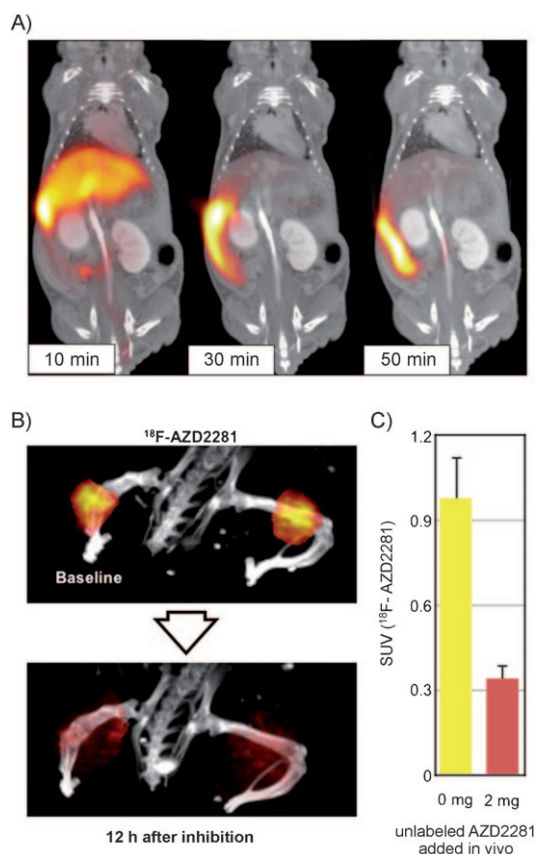 A)
10 min
30 min
50 min
B)
¹⁸F-AZD2281
Baseline
12 h after inhibition
C)
SUV (¹⁸F- AZD2281)
1.2
0.9
0.6
0.3
0
0 mg
2 mg
unlabeled AZD2281
added in vivo